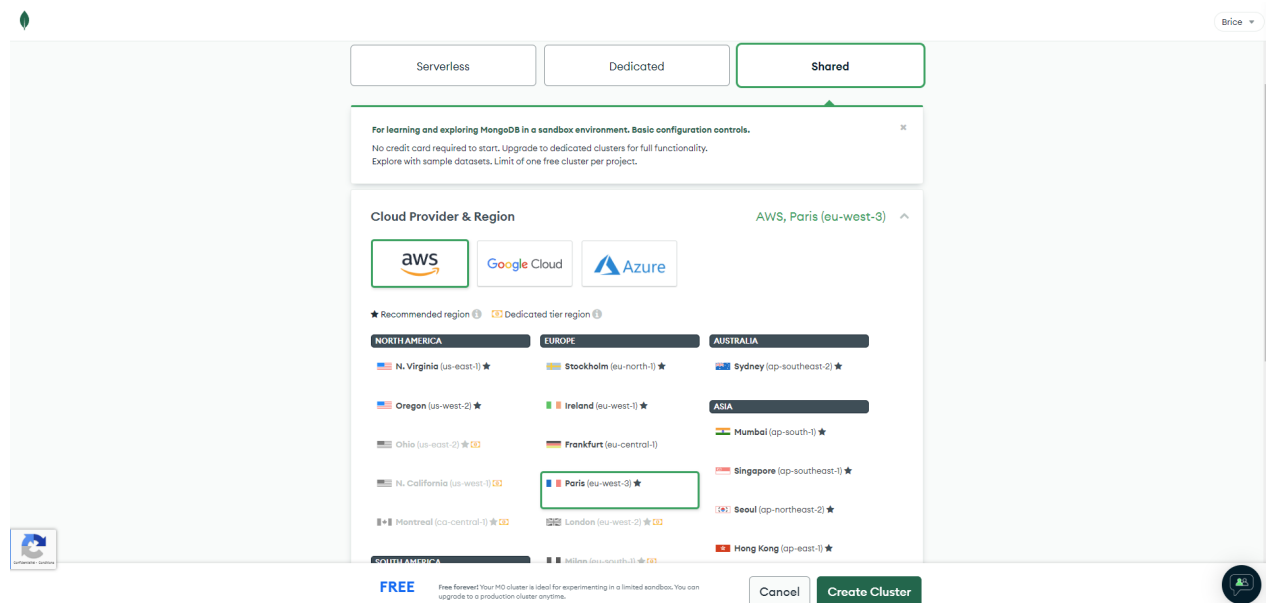 Brice
Serverless
Dedicated
Shared
For learning and exploring MongoDB in a sandbox environment. Basic configuration controls.
No credit card required to start. Upgrade to dedicated clusters for full functionality.
Explore with sample datasets. Limit of one free cluster per project.
Cloud Provider & Region
AWS, Paris (eu-west-3)
aws
Google Cloud
Azure
Recommended region
Dedicated tier region
NORTH AMERICA
N. Virginia (us-east-1)
Oregon (us-west-2)
Ohio (us-east-2)
N. California (us-west-1)
Montreal (ca-central-1)
SOUTH AMERICA
EUROPE
Stockholm (eu-north-1)
Ireland (eu-west-1)
Frankfurt (eu-central-1)
Paris (eu-west-3)
London (eu-west-2)
Milan (eu-south-1)
AUSTRALIA
Sydney (ap-southeast-2)
ASIA
Mumbai (ap-south-1)
Singapore (ap-southeast-1)
Seoul (ap-northeast-2)
Hong Kong (ap-east-1)
FREE
Free forever! Your M0 cluster is ideal for experimenting in a limited sandbox. You can
upgrade to a production cluster anytime.
Cancel
Create Cluster